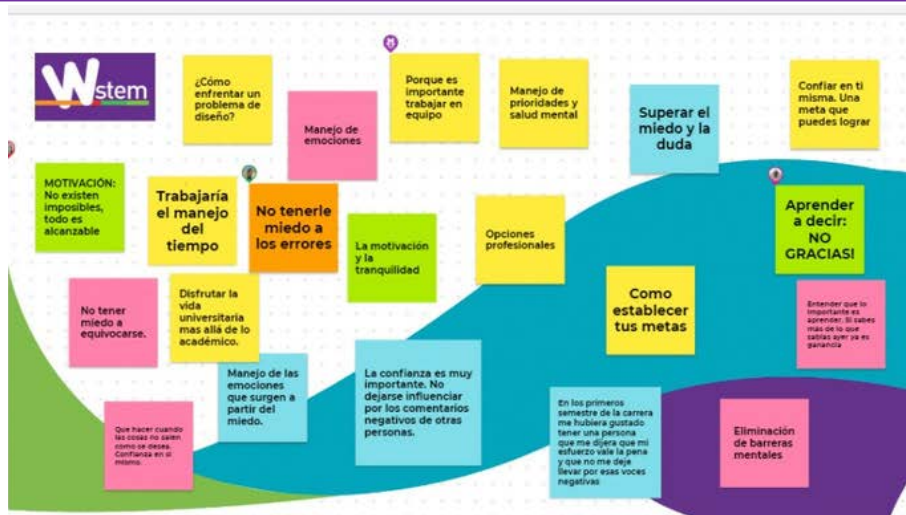 Wstem
¿Cómo
enfrentar un
problema de
diseño?
Manejo de
emociones
Porque es
importante
trabajar en
equipo
Manejo de
prioridades y
salud mental
Superar el
miedo y la
duda
Confiar en ti
misma. Una
meta que
puedes lograr
MOTIVACIÓN:
No existen
imposibles,
todo es
alcanzable
Trabajaría
el manejo
del
tiempo
No tenerle
miedo a
los errores
La motivación
y la
tranquilidad
Opciones
profesionales
Aprender
a decir:
NO
GRACIAS!
No tener
miedo a
equivocarse.
Disfrutar la
vida
universitaria
mas allá de lo
académico.
Como
establecer
tus metas
Entender que lo
importante es
aprender. Si sabes
más de lo que
sabías ayer ya es
ganancia
Manejo de las
emociones
que surgen a
partir del
miedo.
La confianza es muy
importante. No
dejarse influenciar
por los comentarios
negativos de otras
personas.
Que hacer cuando
las cosas no salen
como se desea.
Confianza en si
mismo.
En los primeros
semestre de la carrera
me hubiera gustado
tener una persona
que me dijera que mi
esfuerzo vale la pena
y que no me deje
llevar por esas voces
negativas
Eliminación
de barreras
mentales